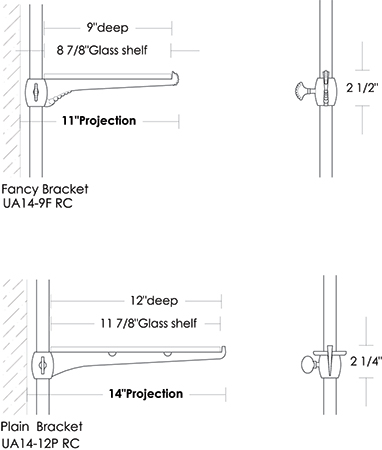 9"deep
8 7/8"Glass shelf
2 1/2"
11"Projection
Fancy Bracket
UA14-9F RC
12"deep
11 7/8"Glass shelf
2 1/4"
14"Projection
Plain Bracket
UA14-12P RC